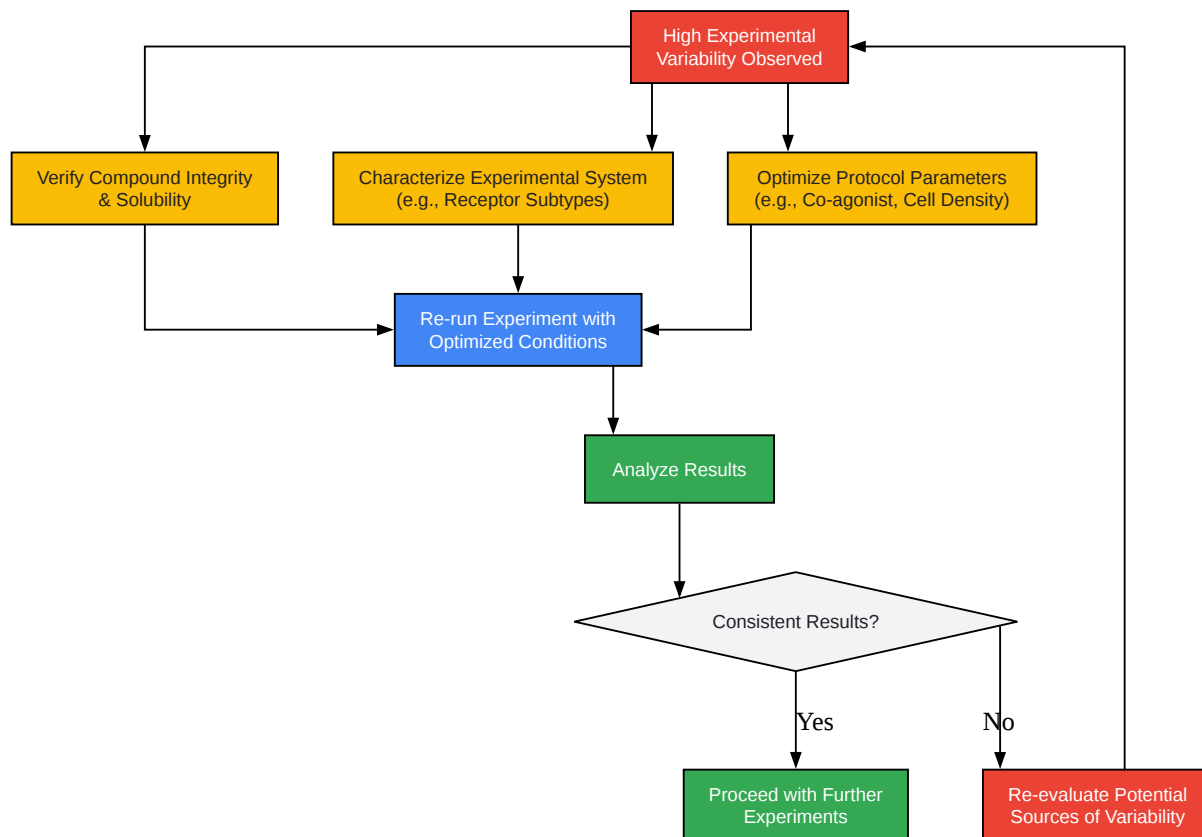 High Experimental
Variability Observed
Verify Compound Integrity
& Solubility
Characterize Experimental System
(e.g., Receptor Subtypes)
Optimize Protocol Parameters
(e.g., Co-agonist, Cell Density)
Re-run Experiment with
Optimized Conditions
Analyze Results
Consistent Results?
Yes
No
Proceed with Further
Experiments
Re-evaluate Potential
Sources of Variability